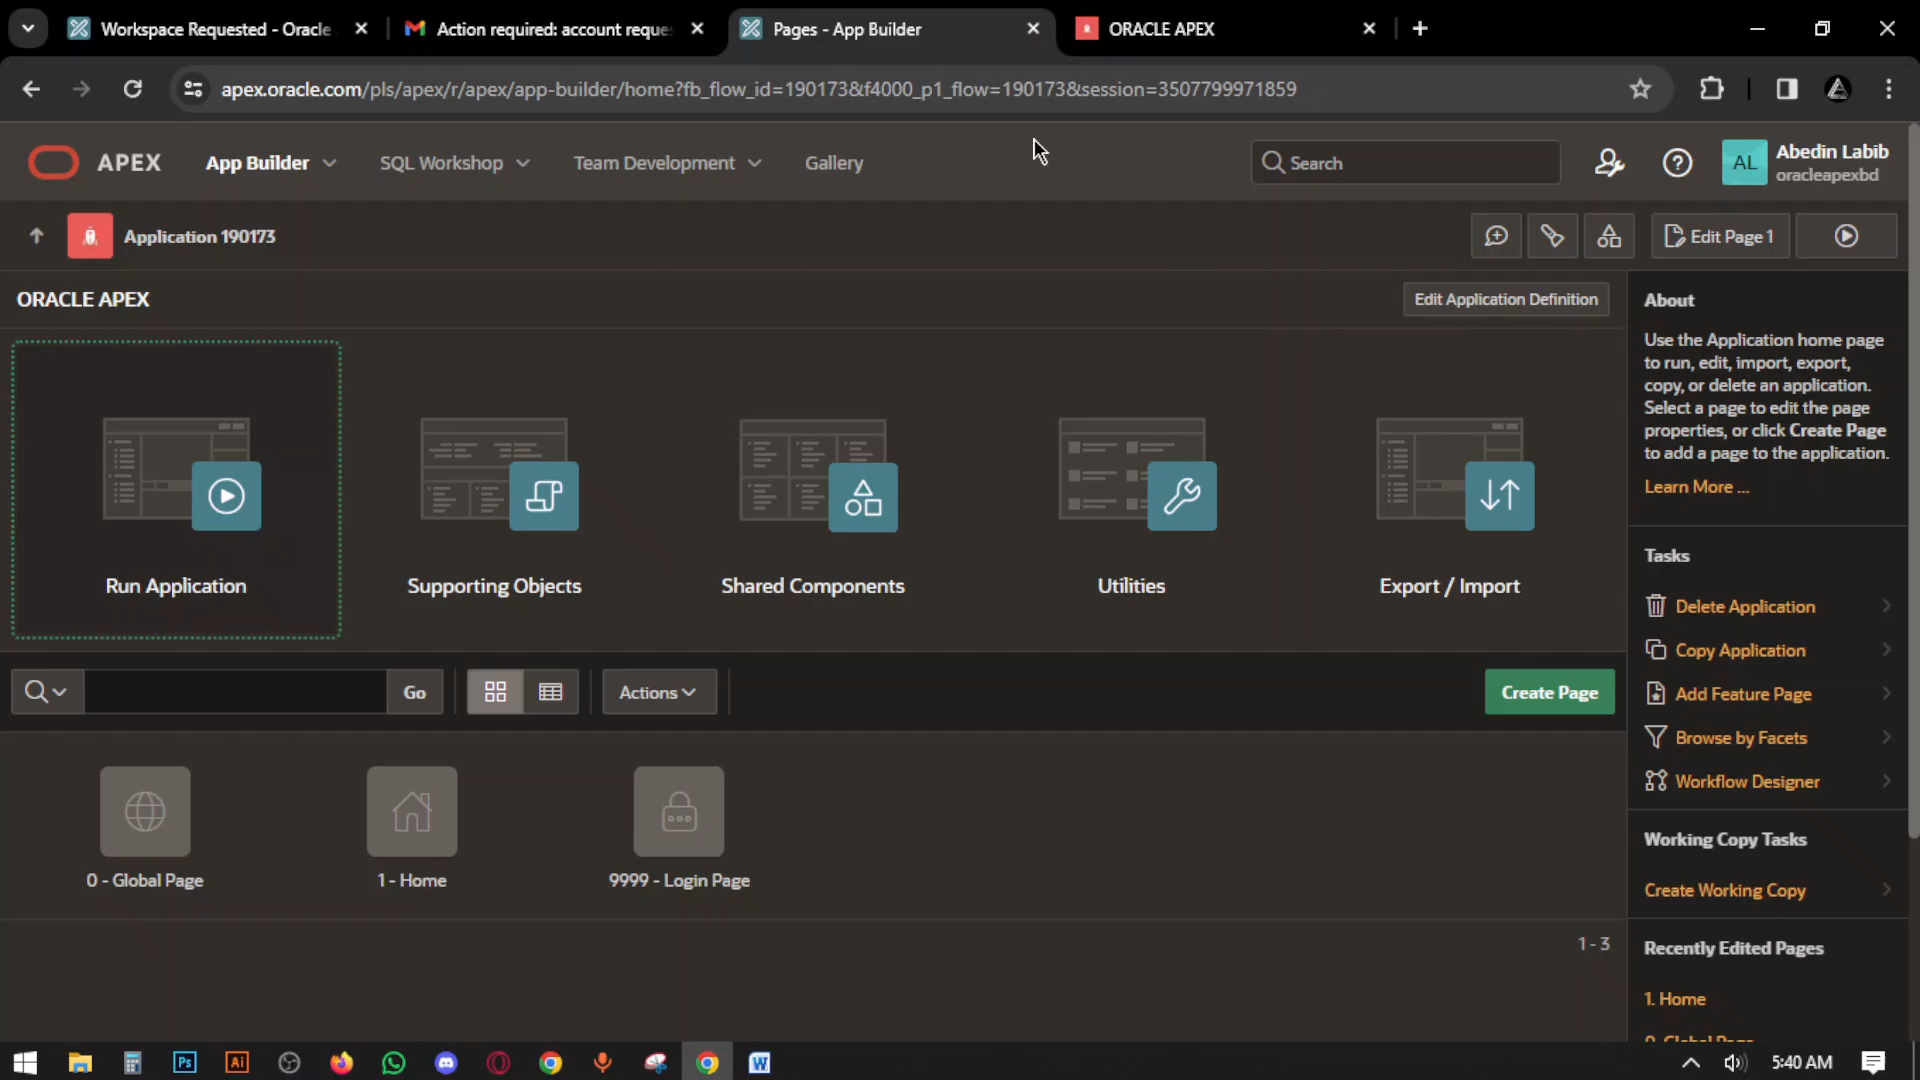 Workspace Requested - Oracle
Action required: account reques
Pages - App Builder
ORACLE APEX
apex.oracle.com/pls/apex/r/apex/app-builder/home?fb_flow_id=190173&f4000_p1_flow=190173&session=3507799971859
APEX
App Builder
SQL Workshop
Team Development
Gallery
Search
AL
Abedin Labib
oracleapexbd
Application 190173
Edit Page 1
ORACLE APEX
Edit Application Definition
Run Application
Supporting Objects
Shared Components
Utilities
Export / Import
Go
Actions
Create Page
0 - Global Page
1 - Home
9999 - Login Page
1 - 3
About
Use the Application home page
to run, edit, import, export,
copy, or delete an application.
Select a page to edit the page
properties, or click Create Page
to add a page to the application.
Learn More ...
Tasks
Delete Application
Copy Application
Add Feature Page
Browse by Facets
Workflow Designer
Working Copy Tasks
Create Working Copy
Recently Edited Pages
1. Home
0. Global Page
Ps
Ai
W
5:40 AM